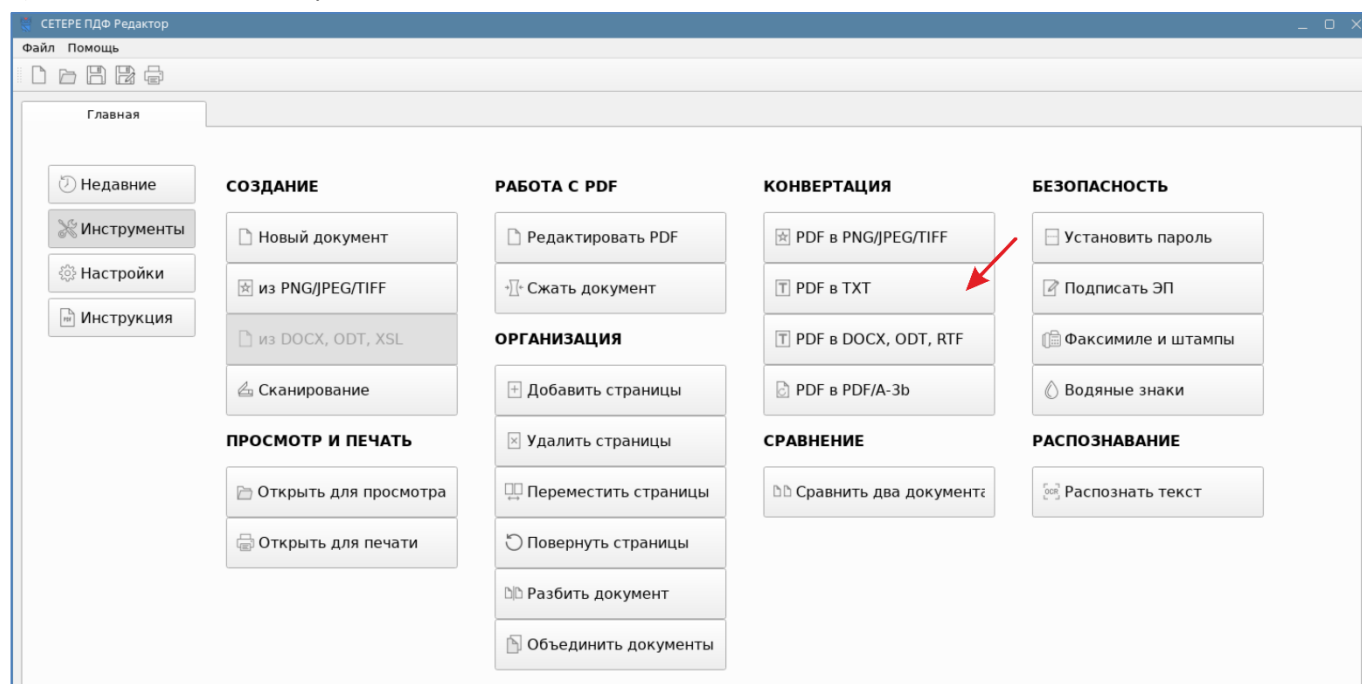 СЕТЕРЕ ПДФ Редактор
Файл Помощь
Главная
Недавние
Инструменты
Настройки
Инструкция
СОЗДАНИЕ
Новый документ
из PNG/JPEG/TIFF
из DOCX, ODT, XSL
Сканирование
ПРОСМОТР И ПЕЧАТЬ
Открыть для просмотра
Открыть для печати
РАБОТА С PDF
Редактировать PDF
Сжать документ
ОРГАНИЗАЦИЯ
Добавить страницы
Удалить страницы
Переместить страницы
Повернуть страницы
Разбить документ
Объединить документы
КОНВЕРТАЦИЯ
PDF в PNG/JPEG/TIFF
PDF в TXT
PDF в DOCX, ODT, RTF
PDF в PDF/A-3b
СРАВНЕНИЕ
Сравнить два документа
БЕЗОПАСНОСТЬ
Установить пароль
Подписать ЭП
Факсимиле и штампы
Водяные знаки
РАСПОЗНАВАНИЕ
Распознать текст